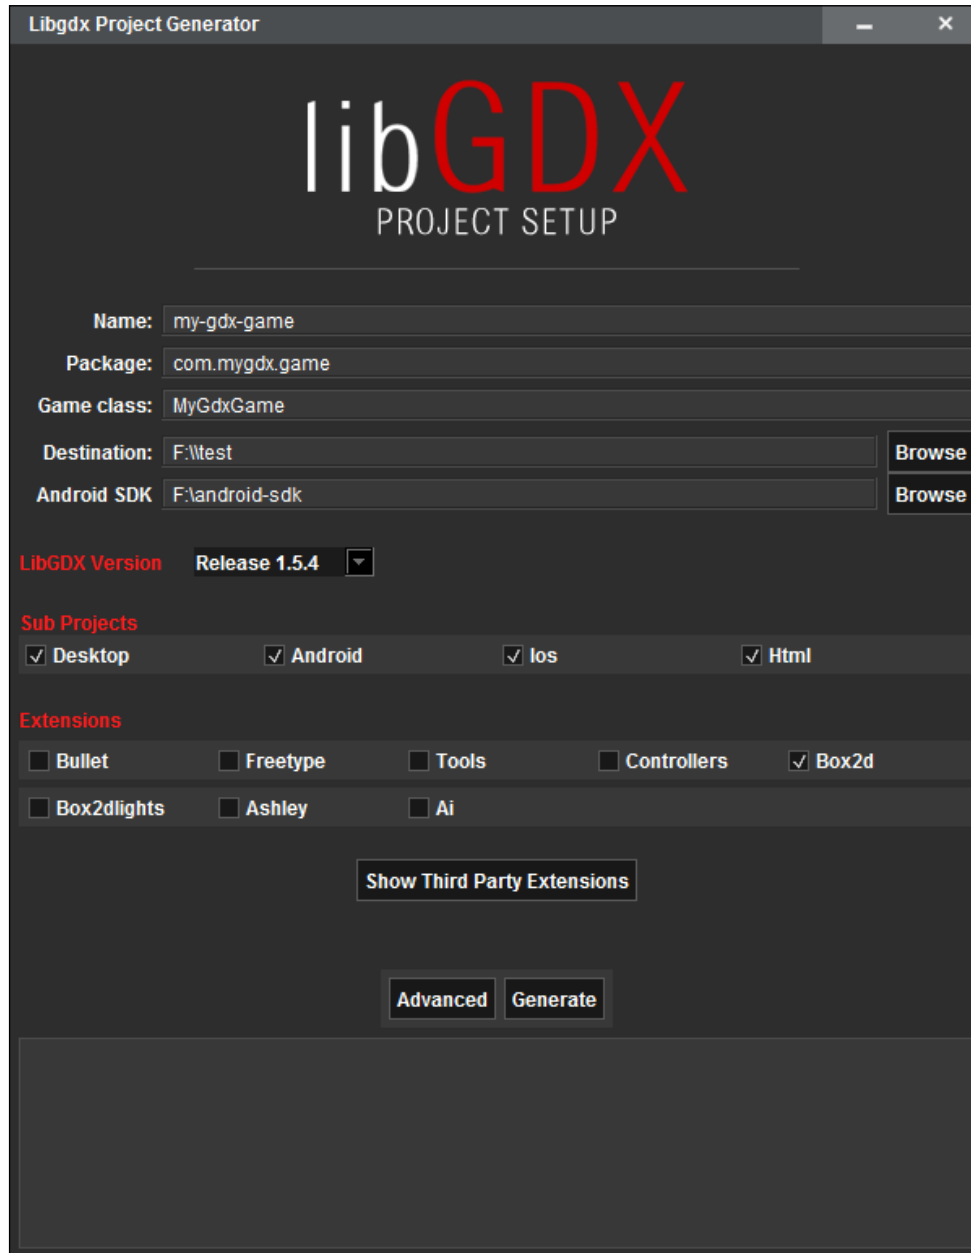 Libgdx Project Generator
libGDX
PROJECT SETUP
Name: my-gdx-game
Package: com.mygdx.game
Game class: MyGdxGame
Destination: F:\\test Browse
Android SDK F:\android-sdk Browse
LibGDX Version Release 1.5.4
Sub Projects
Desktop Android Ios Html
Extensions
Bullet Freetype Tools Controllers Box2d
Box2dlights Ashley Ai
Show Third Party Extensions
Advanced Generate